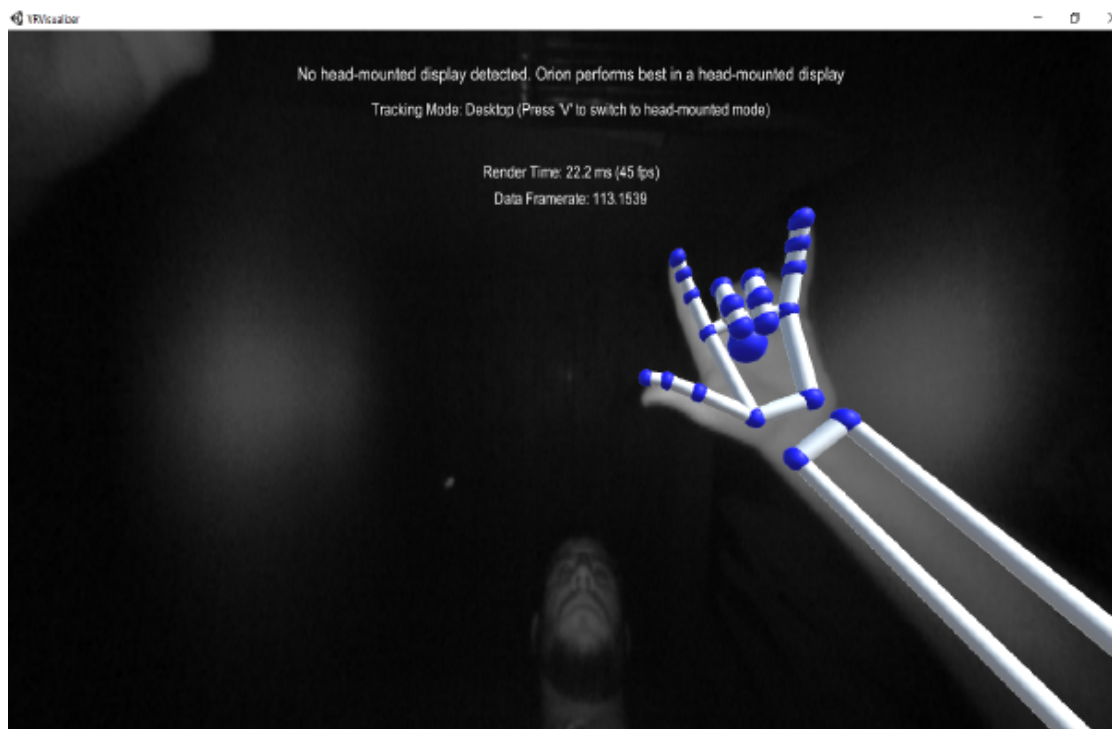 VRVisualizer
No head-mounted display detected. Orion performs best in a head-mounted display
Tracking Mode: Desktop (Press 'V' to switch to head-mounted mode)
Render Time: 22.2 ms (45 fps)
Data Framerate: 113.1539